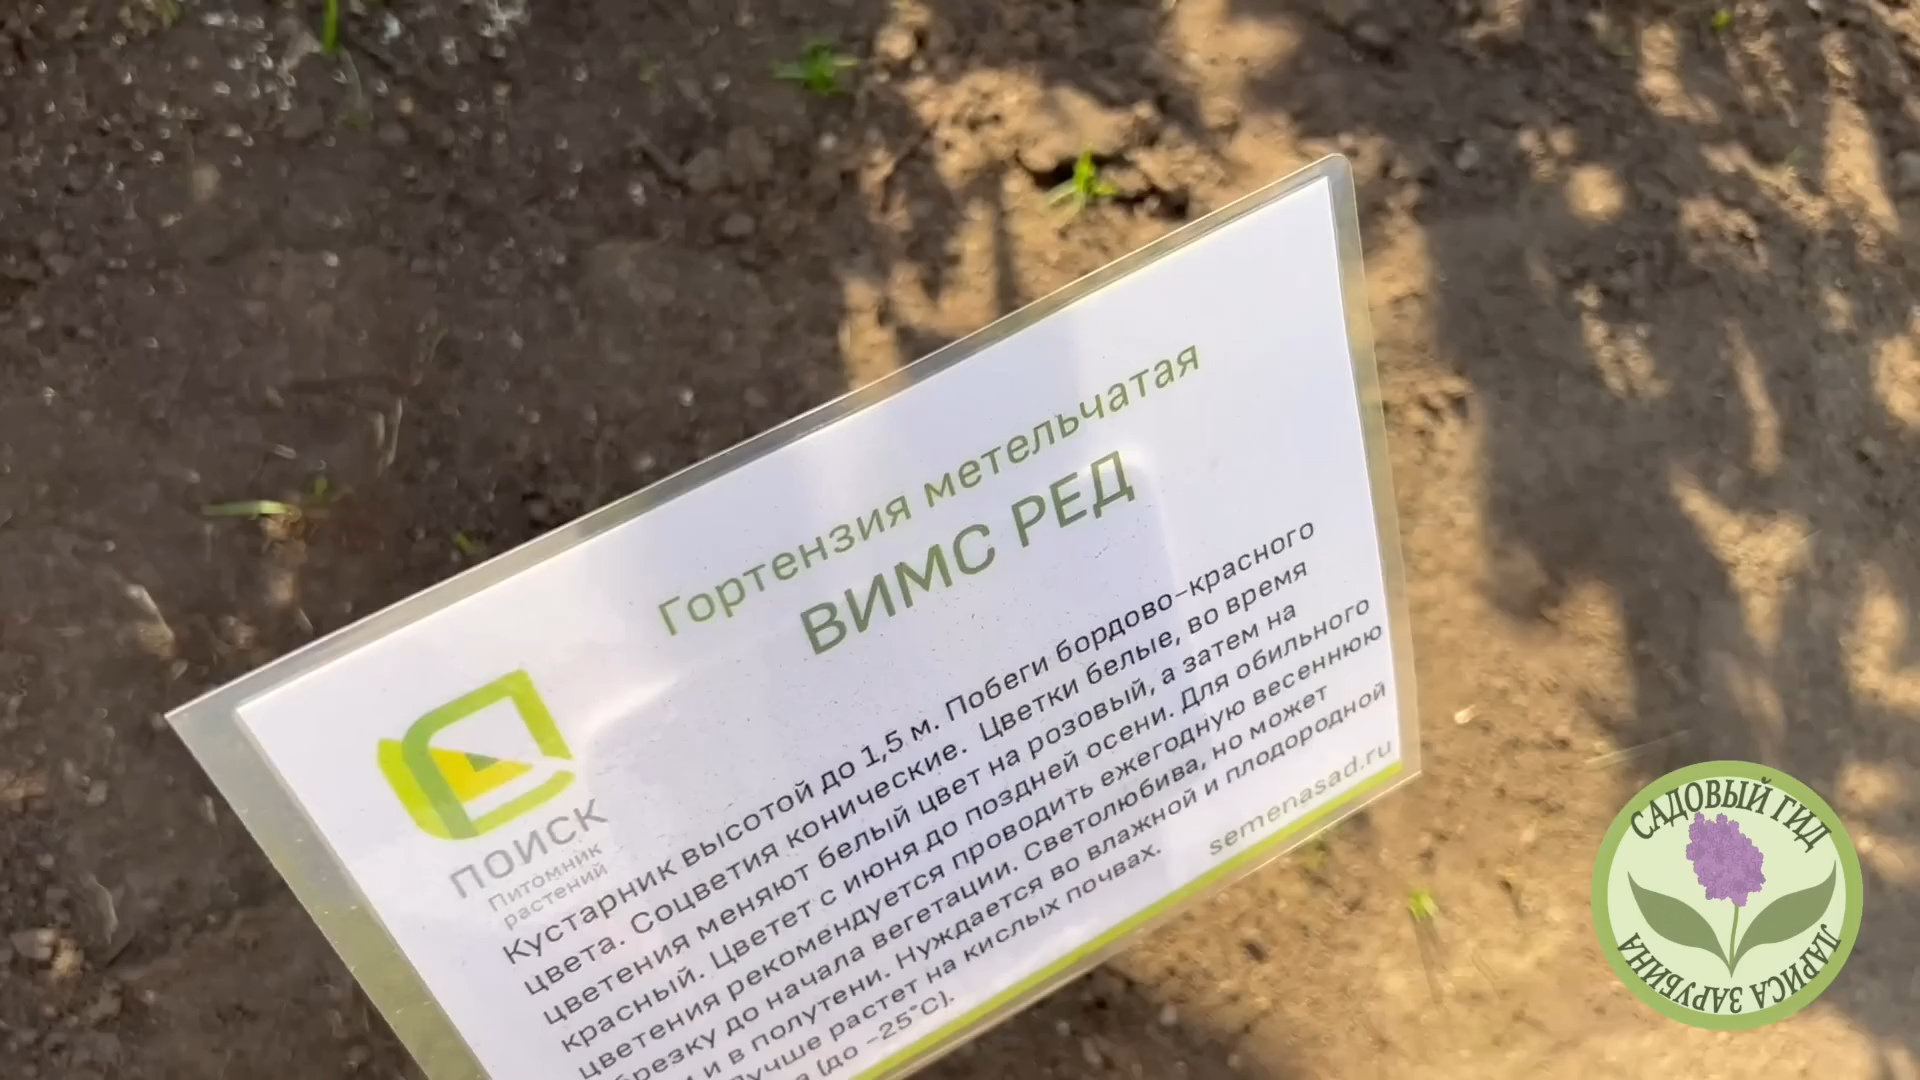 Гортензия метельчатая
ВИМС РЕД
ПОИСК
Питомник
растений
Кустарник высотой до 1,5 м. Побеги бордово-красного
цвета. Соцветия конические. Цветки белые, во время
цветения меняют белый цвет на розовый, а затем на
красный. Цветет с июня до поздней осени. Для обильного
цветения рекомендуется проводить ежегодную весеннюю
до начала вегетации. Светолюбива, но может
и в полутени. Нуждается во влажной и плодородной
растет на кислых почвах.
(до -25°C).
semenasad.ru
САДОВЫЙ ГИД
ЛАРИСА ЗАРУБИНА